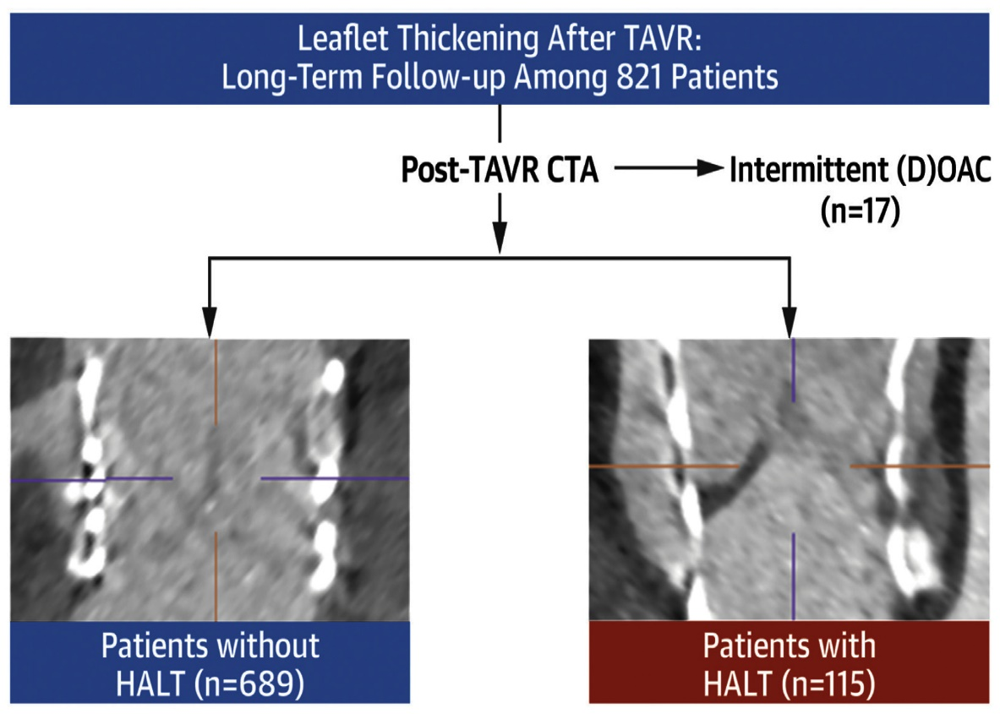 Leaflet Thickening After TAVR:
Long-Term Follow-up Among 821 Patients
Post-TAVR CTA
Intermittent (D)OAC
(n=17)
Patients without
HALT (n=689)
Patients with
HALT (n=115)